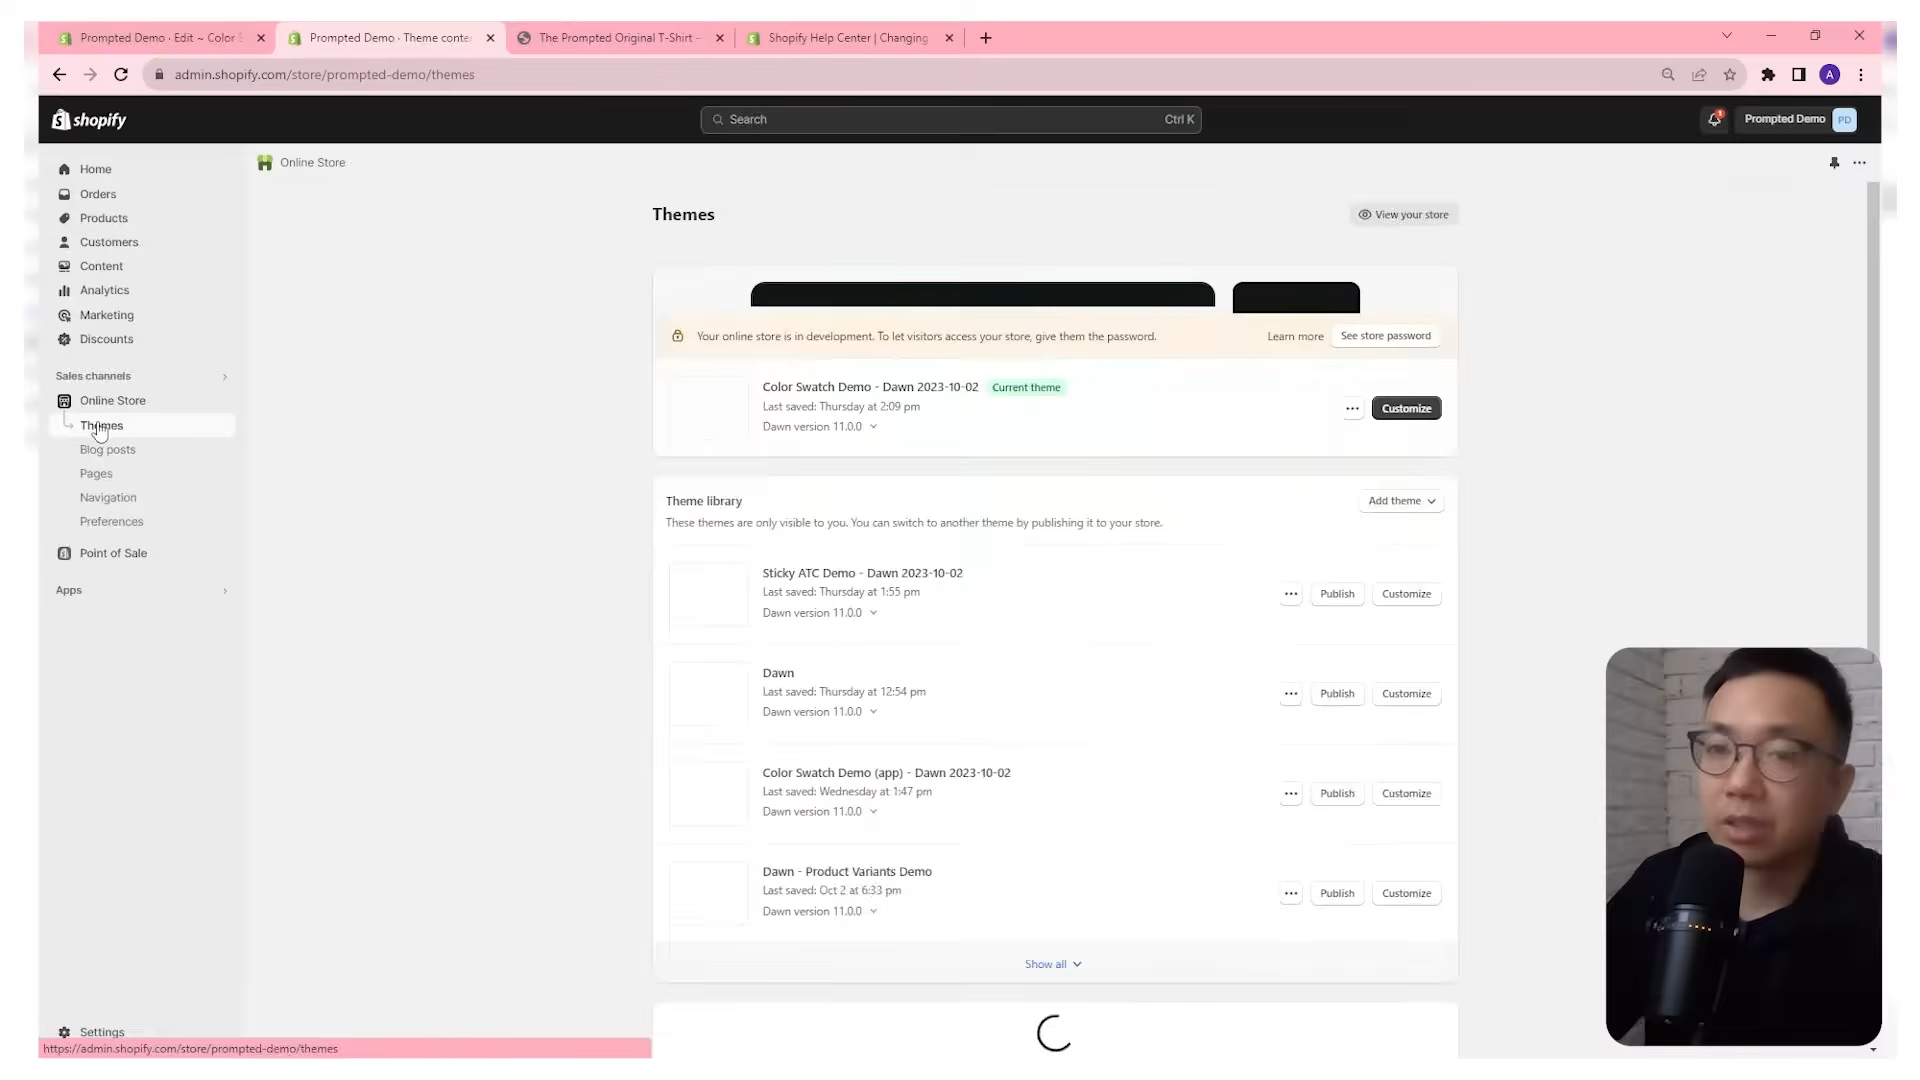 Prompted Demo · Edit ~ Color S
Prompted Demo · Theme conte
The Prompted Original T-Shirt -
Shopify Help Center | Changing
admin.shopify.com/store/prompted-demo/themes
A
shopify
Search
Ctrl K
Prompted Demo
PD
Home
Orders
Products
Customers
Content
Analytics
Marketing
Discounts
Sales channels
Online Store
Themes
Blog posts
Pages
Navigation
Preferences
Point of Sale
Apps
Settings
https://admin.shopify.com/store/prompted-demo/themes
Online Store
Themes
View your store
Your online store is in development. To let visitors access your store, give them the password.
Learn more
See store password
Color Swatch Demo - Dawn 2023-10-02
Current theme
Last saved: Thursday at 2:09 pm
Dawn version 11.0.0
Customize
Theme library
Add theme
These themes are only visible to you. You can switch to another theme by publishing it to your store.
Sticky ATC Demo - Dawn 2023-10-02
Last saved: Thursday at 1:55 pm
Dawn version 11.0.0
Publish
Customize
Dawn
Last saved: Thursday at 12:54 pm
Dawn version 11.0.0
Publish
Customize
Color Swatch Demo (app) - Dawn 2023-10-02
Last saved: Wednesday at 1:47 pm
Dawn version 11.0.0
Publish
Customize
Dawn - Product Variants Demo
Last saved: Oct 2 at 6:33 pm
Dawn version 11.0.0
Publish
Customize
Show all